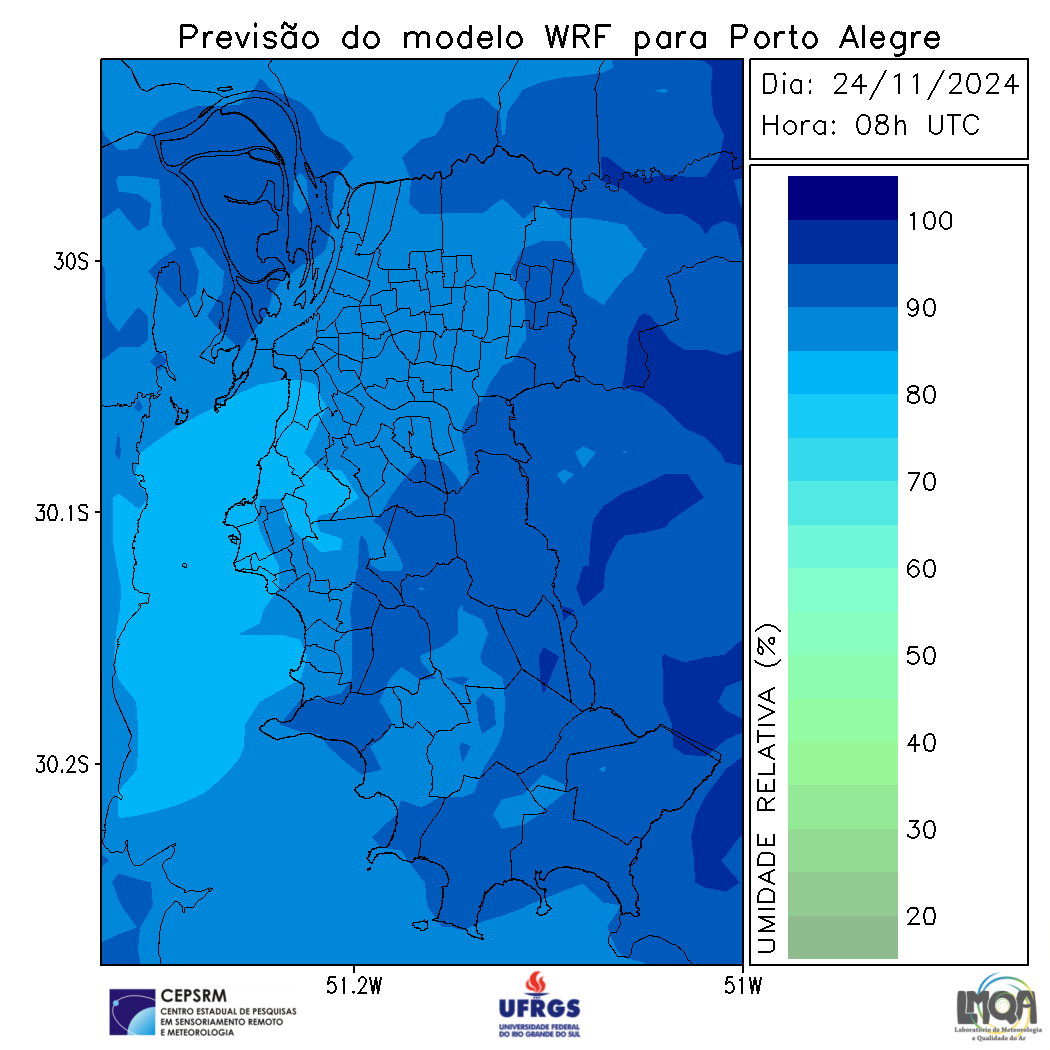 Previsão do modelo WRF para Porto Alegre
Dia: 24/11/2024
Hora: 08h UTC
100
90
80
70
60
50
40
30
20
UMIDADE RELATIVA (%)
30S
30.1S
30.2S
51.2W
51W
CEPSRM
CENTRO ESTADUAL DE PESQUISAS
EM SENSORIAMENTO REMOTO
E METEOROLOGIA
UFRGS
UNIVERSIDADE FEDERAL
DO RIO GRANDE DO SUL
LMQA
Laboratório de Meteorologia
e Qualidade do Ar